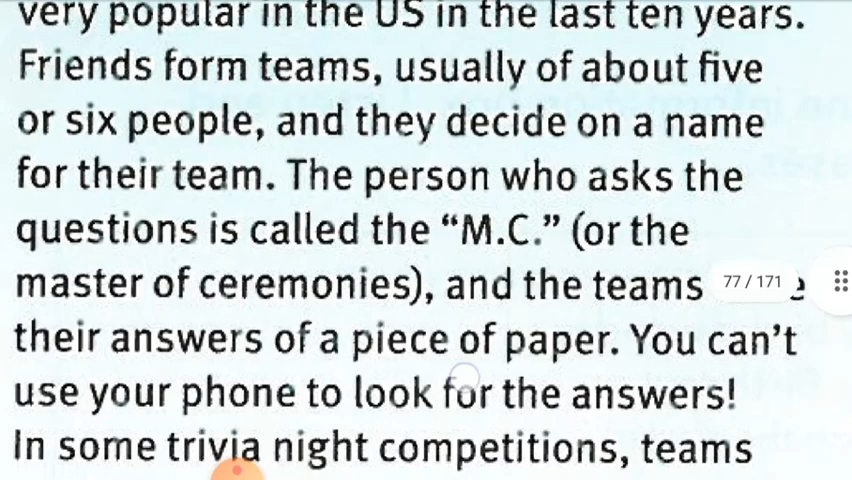 very popular in the US in the last ten years.
Friends form teams, usually of about five
or six people, and they decide on a name
for their team. The person who asks the
questions is called the “M.C.” (or the
master of ceremonies), and the teams
77 / 171
their answers of a piece of paper. You can’t
use your phone to look for the answers!
In some trivia night competitions, teams